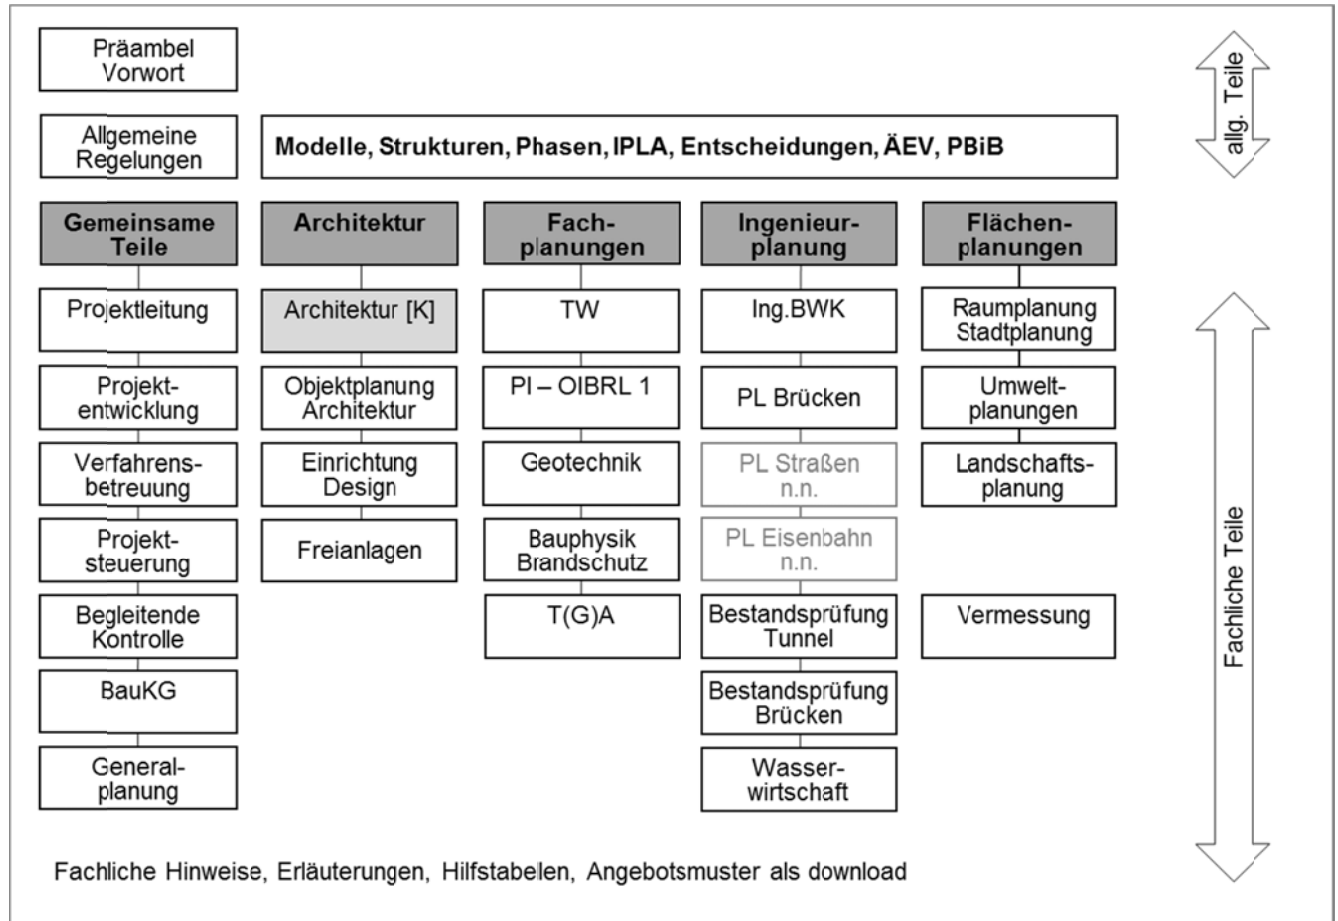 Präambel
Vorwort
allg. Teile
Allgemeine
Regelungen
Modelle, Strukturen, Phasen, IPLA, Entscheidungen, ÄEV, PBiB
Gemeinsame
Teile
Projektleitung
Projekt-
entwicklung
Verfahrens-
betreuung
Projekt-
steuerung
Begleitende
Kontrolle
BauKG
General-
planung
Architektur
Architektur [K]
Objektplanung
Architektur
Einrichtung
Design
Freianlagen
Fach-
planungen
TW
PI – OIBRL 1
Geotechnik
Bauphysik
Brandschutz
T(G)A
Ingenieur-
planung
Ing.BWK
PL Brücken
PL Straßen
n.n.
PL Eisenbahn
n.n.
Bestandsprüfung
Tunnel
Bestandsprüfung
Brücken
Wasser-
wirtschaft
Flächen-
planungen
Raumplanung
Stadtplanung
Umwelt-
planungen
Landschafts-
planung
Vermessung
Fachliche Teile
Fachliche Hinweise, Erläuterungen, Hilfstabelen, Angebotsmuster als download